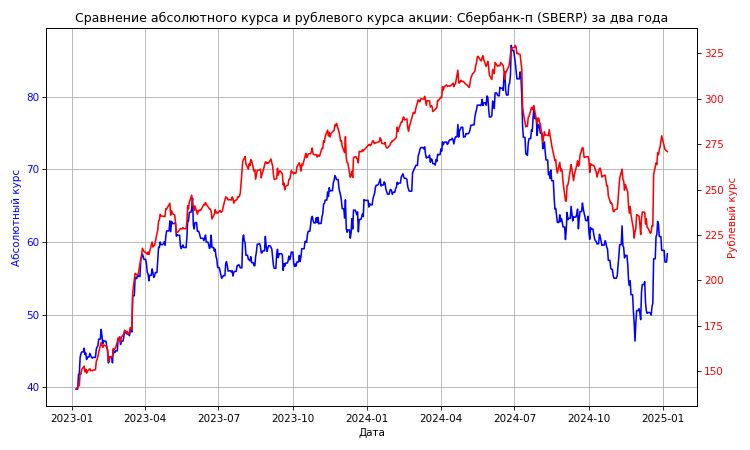 Сравнение абсолютного курса и рублевого курса акции: Сбербанк-п (SBERP) за два года
Абсолютный курс
80
70
60
50
40
325
300
275
250
225
200
175
150
Рублевый курс
2023-01 2023-04 2023-07 2023-10 2024-01 2024-04 2024-07 2024-10 2025-01
Дата